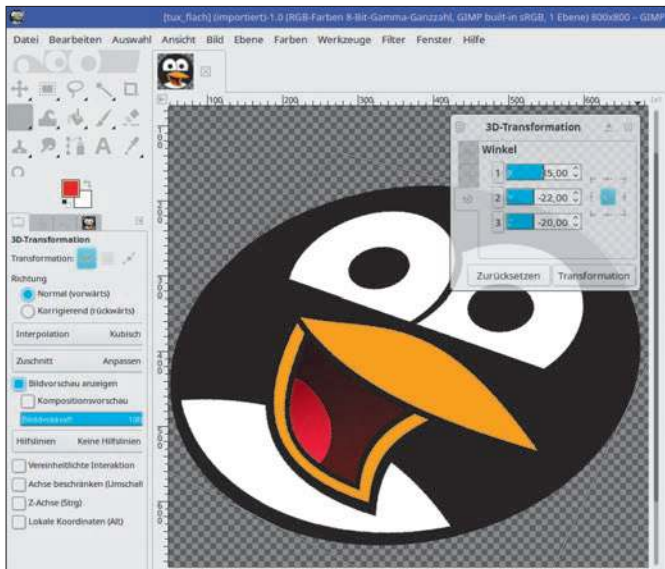 [tux_flach] (importiert)-1.0 (RGB-Farben 8-Bit-Gamma-Ganzzahl, GIMP built-in sRGB, 1 Ebene) 800x800 – GIMP
Datei Bearbeiten Auswahl Ansicht Bild Ebene Farben Werkzeuge Filter Fenster Hilfe
100 200 300 400 500 600
3D-Transformation
Winkel
1
2 -22,00
3 -20,00
Zurücksetzen Transformation
3D-Transformation
Transformation:
Richtung
Normal (vorwärts)
Korrigierend (rückwärts)
Interpolation Kubisch
Zuschnitt Anpassen
Bildvorschau anzeigen
Kompositionsvorschau
Hilfslinien Keine Hilfslinien
Vereinheitlichte Interaktion
Achse beschränken (Umschalt
Z-Achse (Strg)
Lokale Koordinaten (Alt)